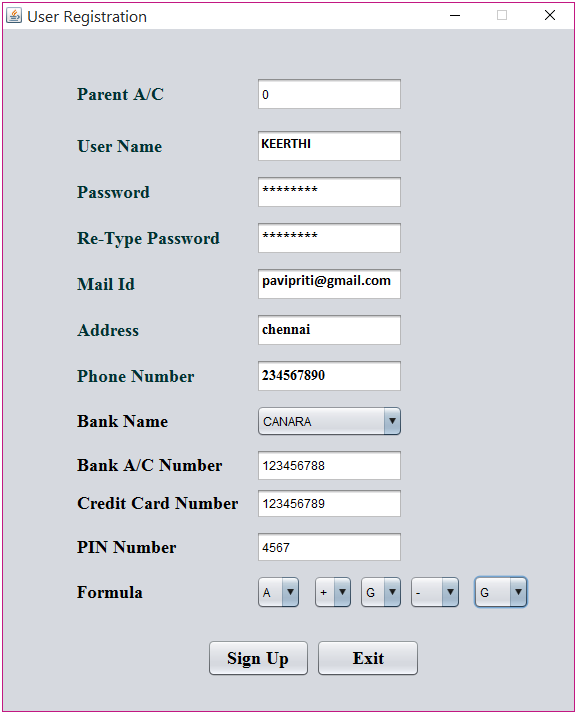 User Registration
Parent A/C 0
User Name KEERTHI
Password ********
Re-Type Password ********
Mail Id pavipriti@gmail.com
Address chennai
Phone Number 234567890
Bank Name CANARA
Bank A/C Number 123456788
Credit Card Number 123456789
PIN Number 4567
Formula A + G - G
Sign Up Exit